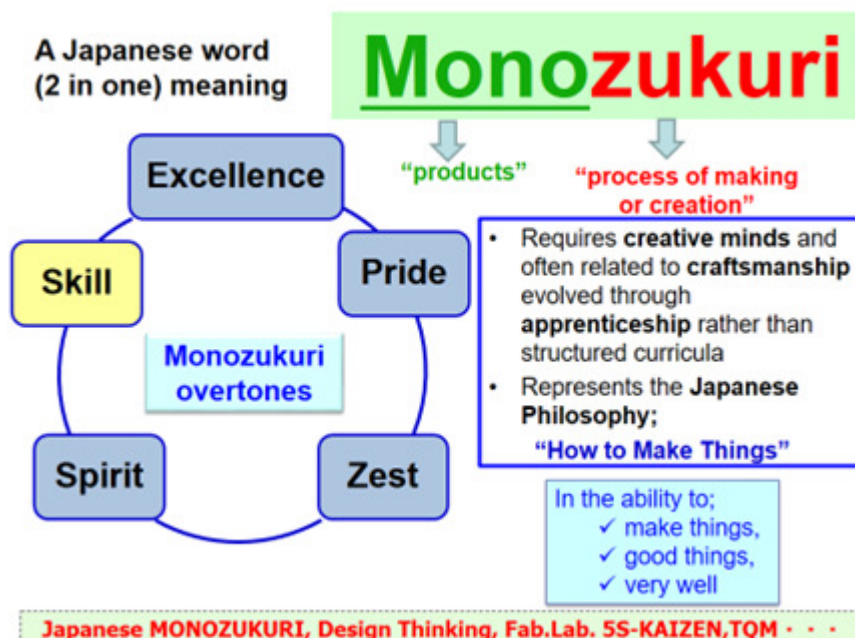 A Japanese word
(2 in one) meaning
Monozukuri
“products”
“process of making
or creation”
Excellence
Pride
Skill
Monozukuri
overtones
Spirit
Zest
• Requires creative minds and
often related to craftsmanship
evolved through
apprenticeship rather than
structured curricula
• Represents the Japanese
Philosophy;
“How to Make Things”
In the ability to;
✓ make things,
✓ good things,
✓ very well
Japanese MONOZUKURI, Design Thinking, Fab.Lab. 5S-KAIZEN,TQM・・・